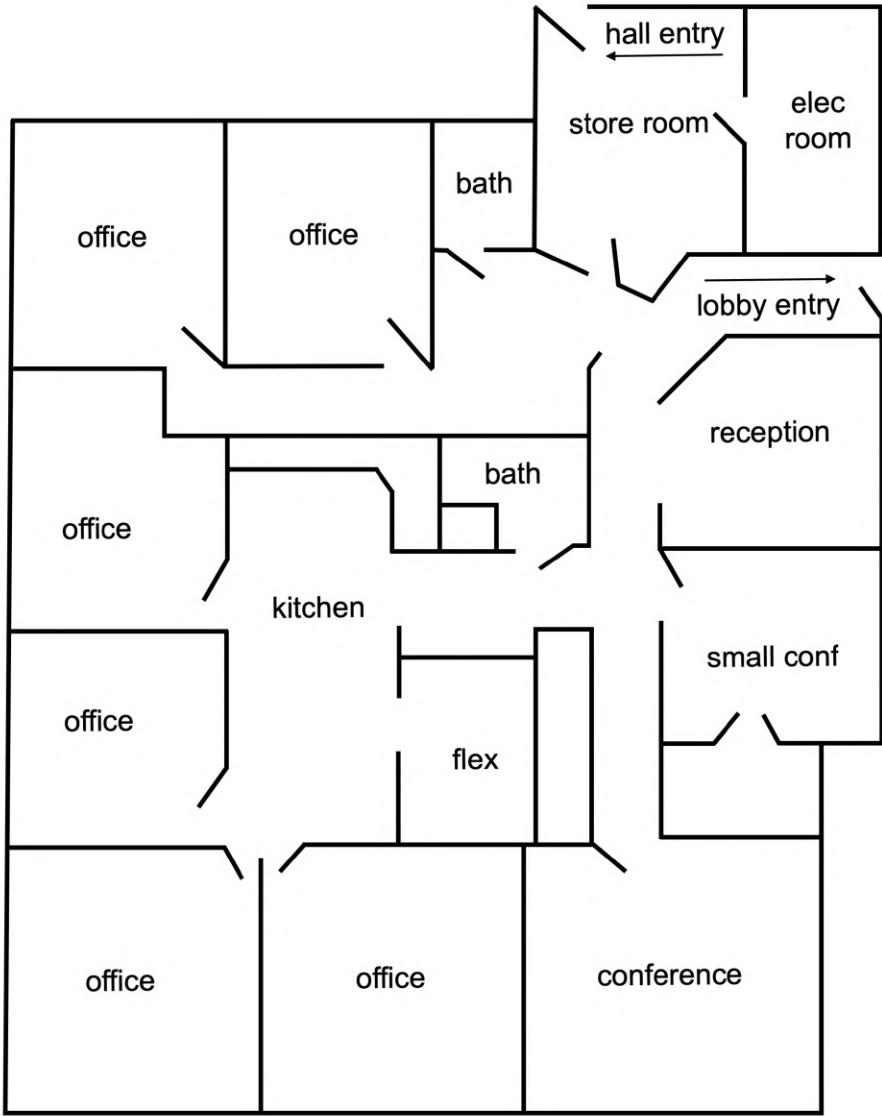 hall entry
elec
room
store room
bath
office
office
lobby entry
reception
bath
office
kitchen
small conf
office
flex
office
office
conference